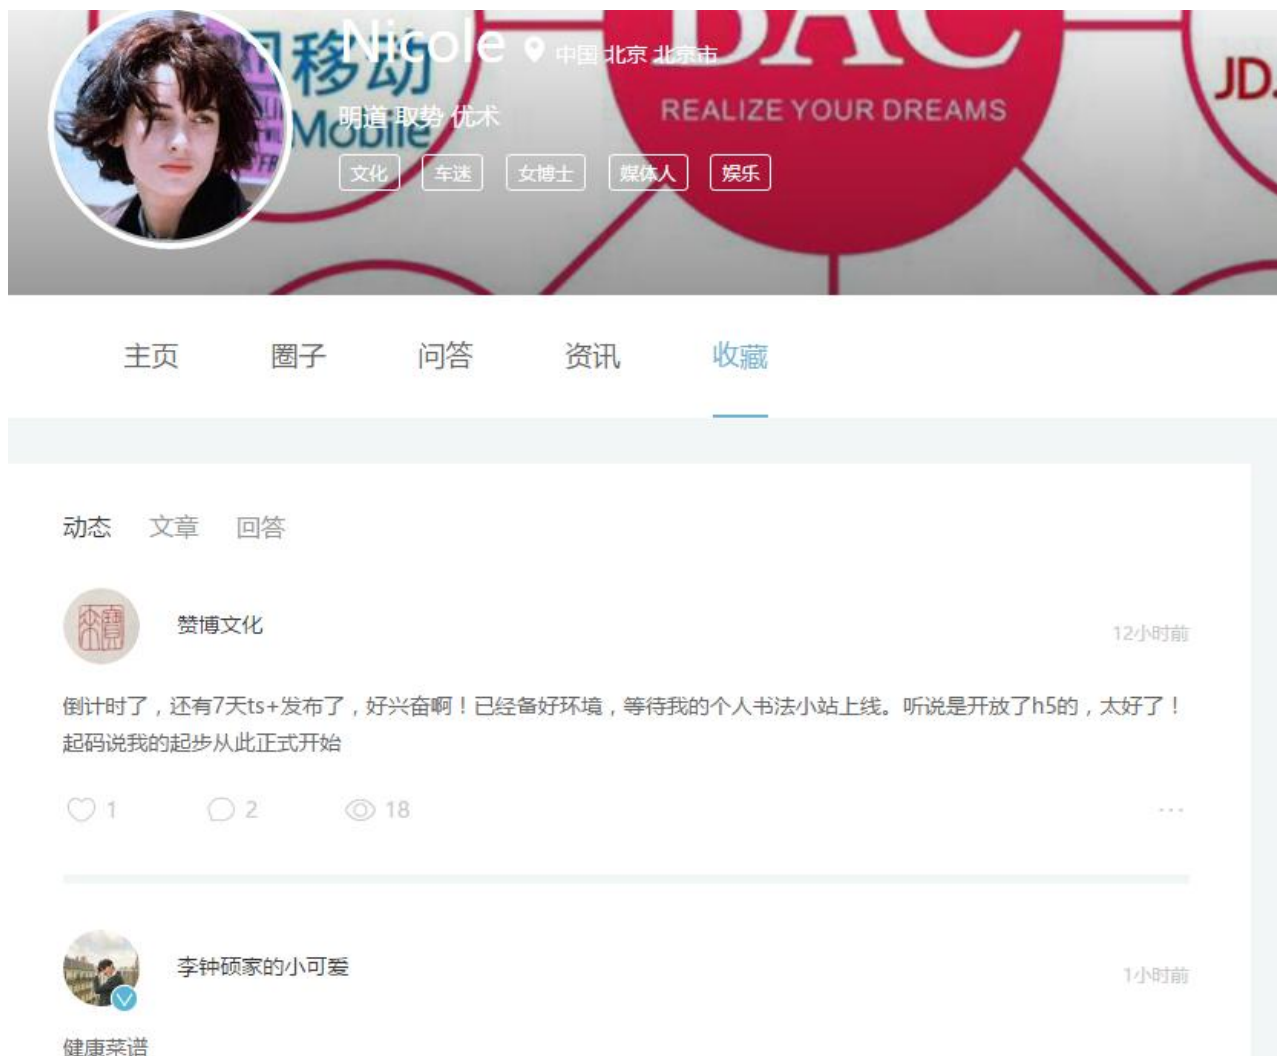 Nicole 中国 北京 北京市
移动
Mobile
BAC
REALIZE YOUR DREAMS
JD.
明道 取势 优术
文化 车迷 女博士 媒体人 娱乐
主页 圈子 问答 资讯 收藏
动态 文章 回答
赞博文化 12小时前
倒计时了，还有7天ts+发布了，好兴奋啊！已经备好环境，等待我的个人书法小站上线。听说是开放了h5的，太好了！
起码说我的起步从此正式开始
1 2 18 ...
李钟硕家的小可爱 1小时前
健康菜谱